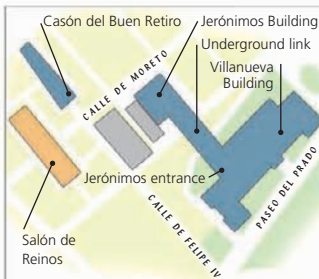 Casón del Buen Retiro
Jerónimos Building
Underground link
Villanueva
Building
CALLE DE MORETO
Jerónimos entrance
Salón de
Reinos
CALLE DE FELIPE IV
PASEO DEL PRADO